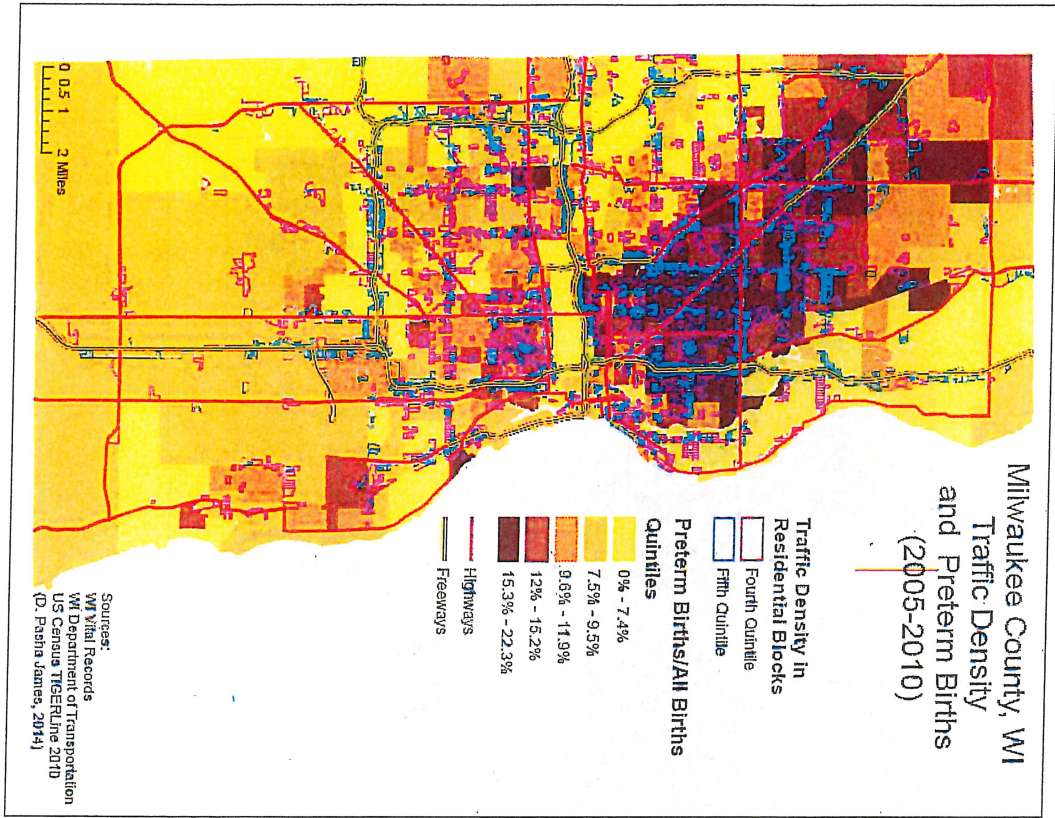 Milwaukee County, WI
Traffic Density
and Preterm Births
(2005-2010)
Traffic Density in
Residential Blocks
Fourth Quintile
Fifth Quintile
Preterm Births/All Births
Quintiles
0% - 7.4%
7.5% - 9.5%
9.6% - 11.9%
12% - 15.2%
15.3% - 22.3%
Highways
Freeways
0 0.5 1 2 Miles
Sources:
WI Vital Records
WI Department of Transportation
US Census TIGERLine 2010
(D. Pasha James, 2014)